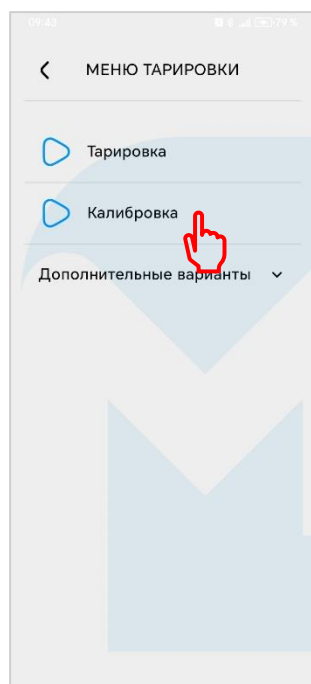 09:43 79 %
МЕНЮ ТАРИРОВКИ
Тарировка
Калибровка
Дополнительные варианты